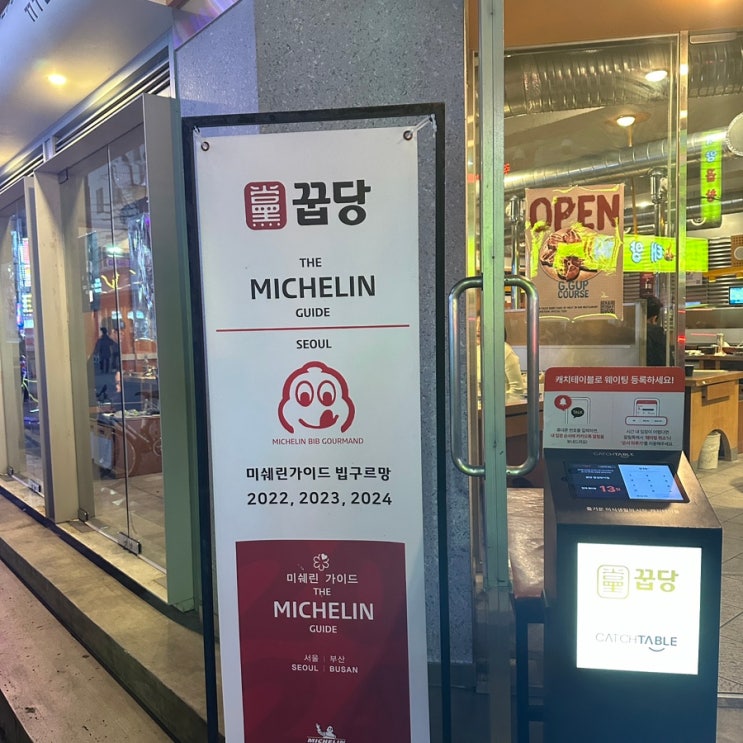 꿉당
THE
MICHELIN
GUIDE
SEOUL
MICHELIN BIB GOURMAND
미쉐린가이드 빕구르망
2022, 2023, 2024
미쉐린 가이드
THE
MICHELIN
GUIDE
서울 부산
SEOUL BUSAN
MICHELIN
OPEN
G.GUP
COURSE
캐치테이블로 웨이팅 등록하세요!
CATCHTABLE
13
꿉당
CATCHTABLE